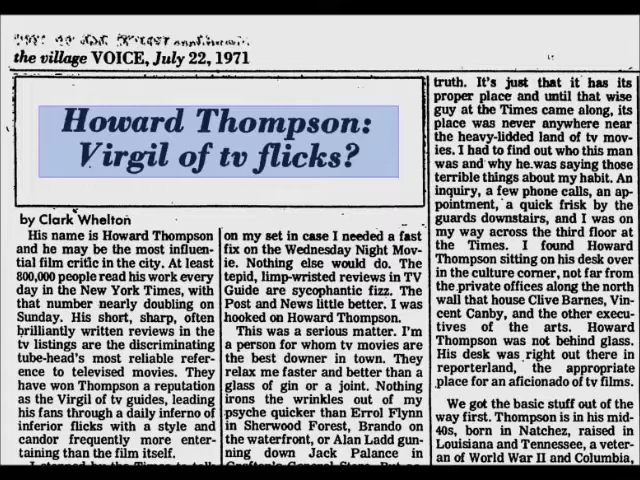 the village VOICE, July 22, 1971
Howard Thompson:
Virgil of tv flicks?
by Clark Whelton
His name is Howard Thompson
and he may be the most influen-
tial film critic in the city. At least
800,000 people read his work every
day in the New York Times, with
that number nearly doubling on
Sunday. His short, sharp, often
brilliantly written reviews in the
tv listings are the discriminating
tube-head's most reliable refer-
ence to televised movies. They
have won Thompson a reputation
as the Virgil of tv guides, leading
his fans through a daily inferno of
inferior flicks with a style and
candor frequently more enter-
taining than the film itself.
I stopped by the Times to talk
on my set in case I needed a fast
fix on the Wednesday Night Mov-
ie. Nothing else would do. The
tepid, limp-wristed reviews in TV
Guide are sycophantic fizz. The
Post and News little better. I was
hooked on Howard Thompson.
This was a serious matter. I'm
a person for whom tv movies are
the best downer in town. They
relax me faster and better than a
glass of gin or a joint. Nothing
irons the wrinkles out of my
psyche quicker than Errol Flynn
in Sherwood Forest, Brando on
the waterfront, or Alan Ladd gun-
ning down Jack Palance in
Grafton's General Store. But as
truth. It's just that it has its
proper place and until that wise
guy at the Times came along, its
place was never anywhere near
the heavy-lidded land of tv mov-
ies. I had to find out who this man
was and why he was saying those
terrible things about my habit. An
inquiry, a few phone calls, an ap-
pointment, a quick frisk by the
guards downstairs, and I was on
my way across the third floor at
the Times. I found Howard
Thompson sitting on his desk over
in the culture corner, not far from
the private offices along the north
wall that house Clive Barnes, Vin-
cent Canby, and the other execu-
tives of the arts. Howard
Thompson was not behind glass.
His desk was right out there in
reporterland, the appropriate
place for an aficionado of tv films.
We got the basic stuff out of the
way first. Thompson is in his mid-
40s, born in Natchez, raised in
Louisiana and Tennessee, a veter-
an of World War II and Columbia,